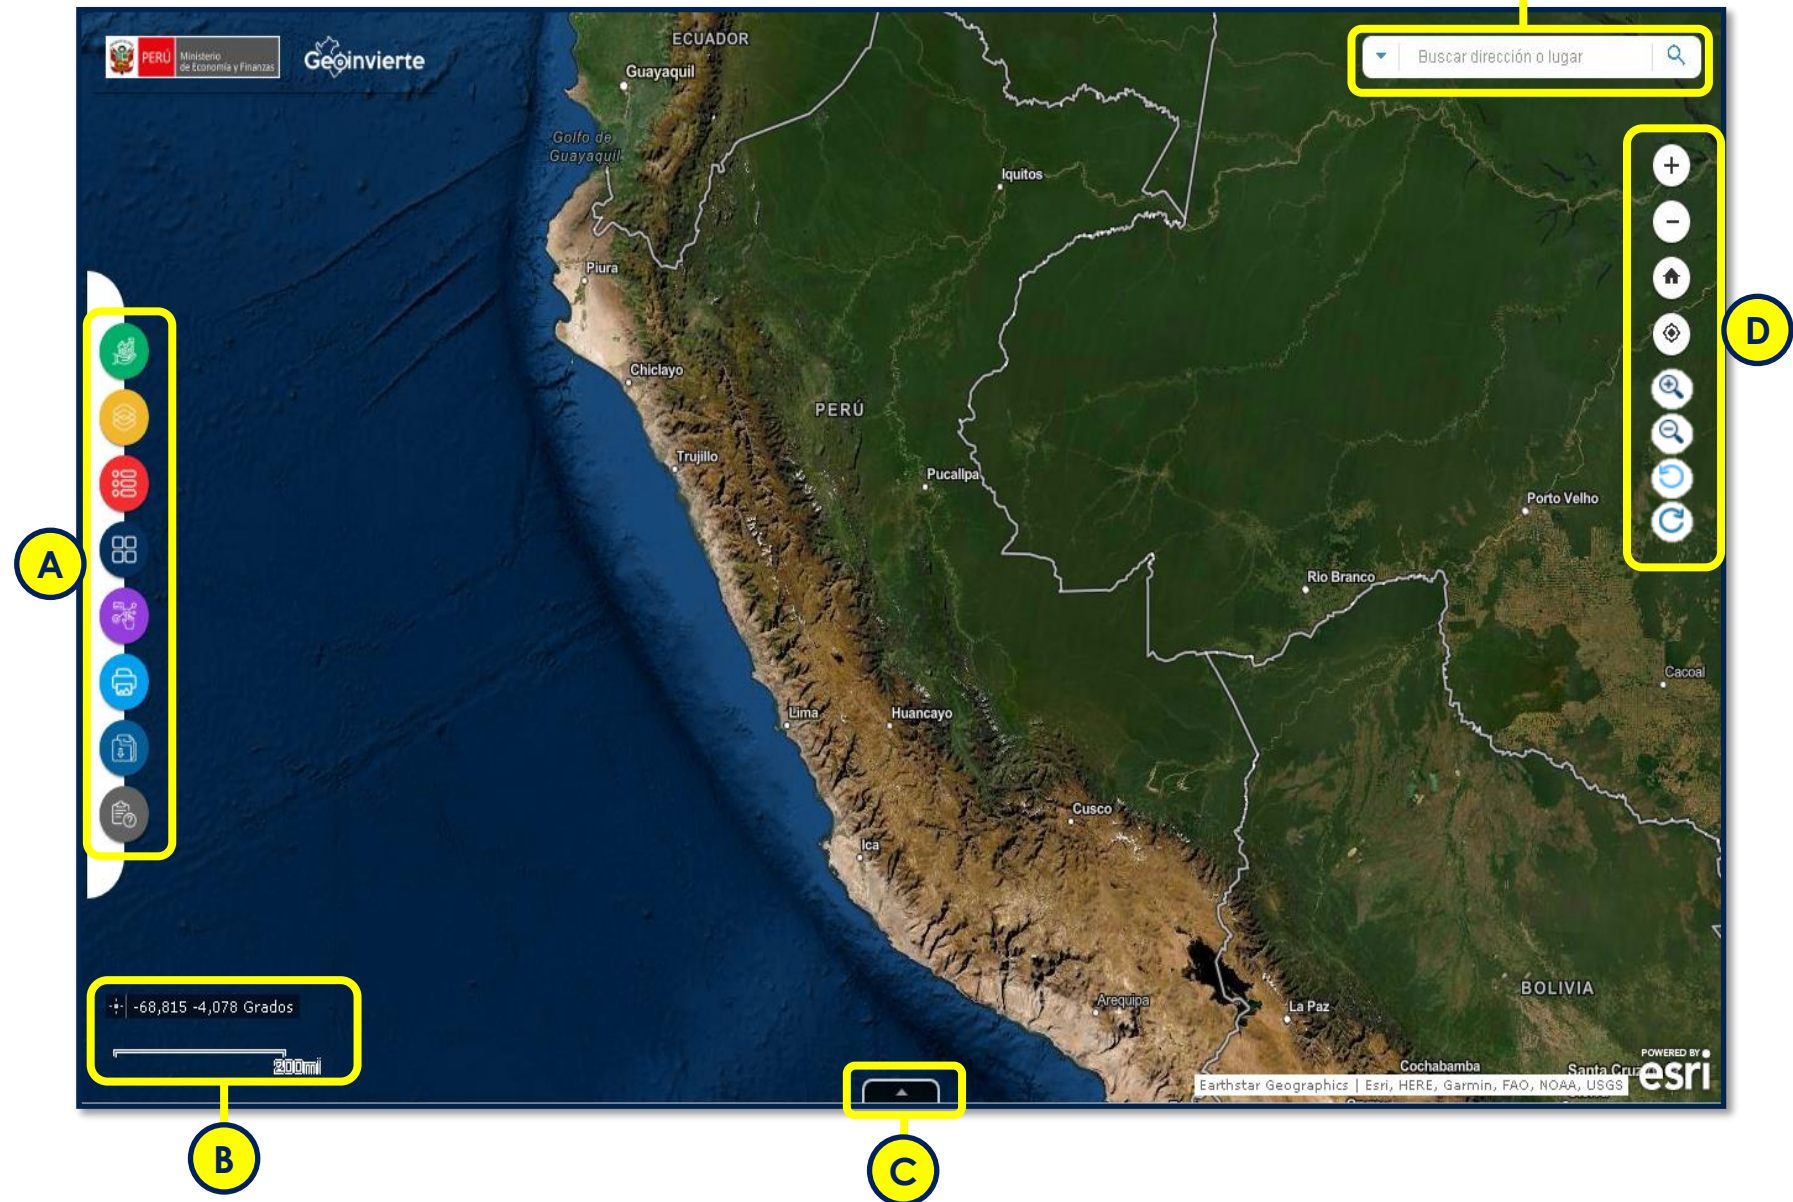 PERÚ
Ministerio
de Economía y Finanzas
Geoinvierte
Buscar dirección o lugar
ECUADOR
Guayaquil
Golfo de
Guayaquil
Iquitos
Piura
Chiclayo
PERÚ
Trujillo
Pucallpa
Porto Velho
Rio Branco
Cacoal
Lima
Huancayo
Cusco
Ica
Arequipa
La Paz
BOLIVIA
Cochabamba
Santa Cruz
A
D
-68,815 -4,078 Grados
200mi
POWERED BY
esri
Earthstar Geographics | Esri, HERE, Garmin, FAO, NOAA, USGS
B
C